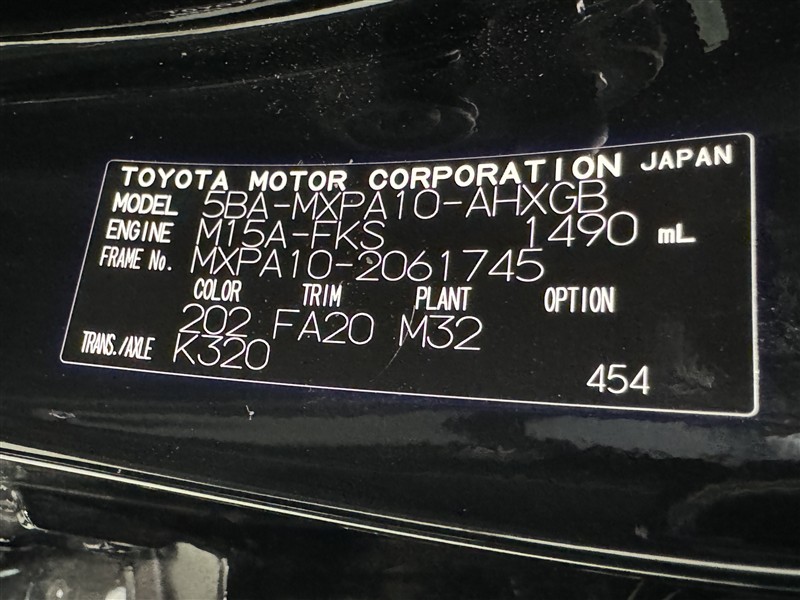 TOYOTA MOTOR CORPORATION JAPAN
MODEL 5BA-MXPA10-AHXGB
ENGINE M15A-FKS 1490 mL
FRAME No. MXPA10-2061745
COLOR TRIM PLANT OPTION
202 FA20 M32
TRANS./AXLE K320
454